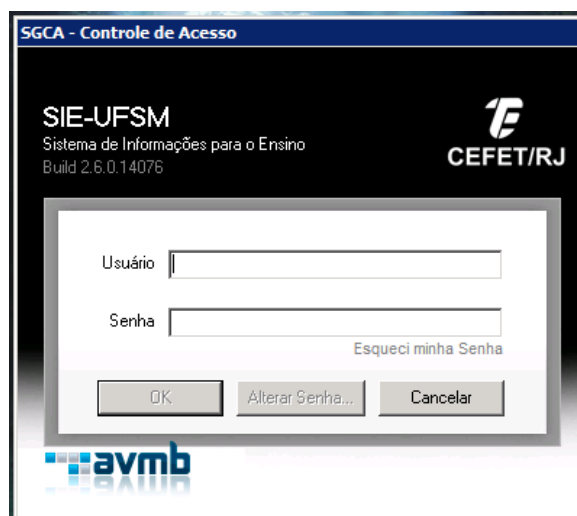 SGCA - Controle de Acesso
SIE-UFSM
Sistema de Informações para o Ensino
Build 2.6.0.14076
CEFET/RJ
Usuário
Senha
Esqueci minha Senha
OK Alterar Senha... Cancelar
avmb